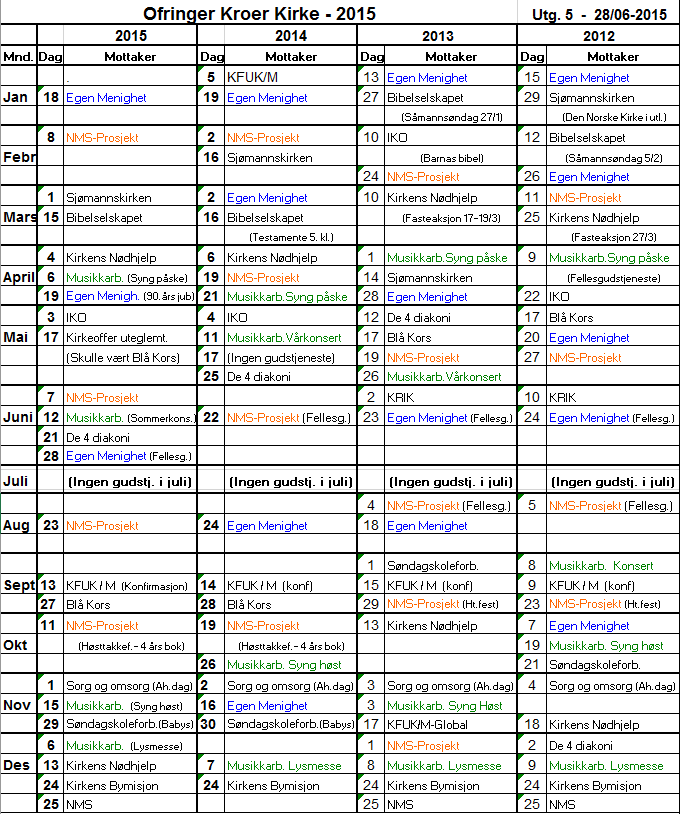 Ofringer Kroer Kirke - 2015 Utg. 5 - 28/06-2015
2015 2014 2013 2012
Mnd. Dag Mottaker Dag Mottaker Dag Mottaker Dag Mottaker
. 5 KFUK/M 13 Egen Menighet 15 Egen Menighet
Jan 18 Egen Menighet 19 Egen Menighet 27 Bibelselskapet 29 Sjømannskirken
(Såmannsøndag 27/1) (Den Norske Kirke i utl.)
8 NMS-Prosjekt 2 NMS-Prosjekt 10 IKO 12 Bibelselskapet
Febr 16 Sjømannskirken (Barnas bibel) (Såmannsøndag 5/2)
24 NMS-Prosjekt 26 Egen Menighet
1 Sjømannskirken 2 Egen Menighet 10 Kirkens Nødhjelp 11 NMS-Prosjekt
Mars 15 Bibelselskapet 16 Bibelselskapet (Fasteaksjon 17-19/3) 25 Kirkens Nødhjelp
(Testamente 5. kl.) (Fasteaksjon 27/3)
4 Kirkens Nødhjelp 6 Kirkens Nødhjelp 1 Musikkarb.Syng påske 9 Musikkarb.Syng påske
April 6 Musikkarb. (Syng påske) 19 NMS-Prosjekt 14 Sjømannskirken (Fellesgudstjeneste)
19 Egen Menigh. (90.års jub) 21 Musikkarb.Syng påske 28 Egen Menighet 22 IKO
3 IKO 4 IKO 12 De 4 diakoni 17 Blå Kors
Mai 17 Kirkeoffer uteglemt. 11 Musikkarb.Vårkonsert 17 Blå Kors 20 Egen Menighet
(Skulle vært Blå Kors) 17 (Ingen gudstjeneste) 19 NMS-Prosjekt 27 NMS-Prosjekt
25 De 4 diakoni 26 Musikkarb.Vårkonsert
7 NMS-Prosjekt 2 KRIK 10 KRIK
Juni 12 Musikkarb. (Sommerkons.) 22 NMS-Prosjekt (Fellesg.) 23 Egen Menighet (Fellesg.) 24 Egen Menighet (Fellesg.)
21 De 4 diakoni
28 Egen Menighet (Fellesg.)
Juli (Ingen gudstj. i juli) (Ingen gudstj. i juli) (Ingen gudstj. i juli) (Ingen gudstj. i juli)
4 NMS-Prosjekt (Fellesg.) 5 NMS-Prosjekt (Fellesg.)
Aug 23 NMS-Prosjekt 24 Egen Menighet 18 Egen Menighet
1 Søndagskoleforb. 8 Musikkarb. Konsert
Sept 13 KFUK / M (Konfirmasjon) 14 KFUK / M (konf) 15 KFUK / M (konf) 9 KFUK / M (konf)
27 Blå Kors 28 Blå Kors 29 NMS-Prosjekt (Ht.fest) 23 NMS-Prosjekt (Ht.fest)
11 NMS-Prosjekt 19 NMS-Prosjekt 13 Kirkens Nødhjelp 7 Egen Menighet
Okt (Høsttakkef.- 4 års bok) (Høsttakkef.- 4 års bok) 19 Musikkarb. Syng høst
26 Musikkarb. Syng høst 21 Søndagskoleforb.
1 Sorg og omsorg (Ah.dag) 2 Sorg og omsorg (Ah.dag) 3 Sorg og omsorg (Ah.dag) 4 Sorg og omsorg (Ah.dag)
Nov 15 Musikkarb. (Syng høst) 16 Egen Menighet 3 Musikkarb. Syng Høst
29 Søndagskoleforb.(Babys) 30 Søndagskoleforb.(Babys) 17 KFUK/M-Global 18 Kirkens Nødhjelp
6 Musikkarb. (Lysmesse) 1 NMS-Prosjekt 2 De 4 diakoni
Des 13 Kirkens Nødhjelp 7 Musikkarb. Lysmesse 8 Musikkarb. Lysmesse 9 Musikkarb. Lysmesse
24 Kirkens Bymisjon 24 Kirkens Bymisjon 24 Kirkens Bymisjon 24 Kirkens Bymisjon
25 NMS 25 NMS 25 NMS